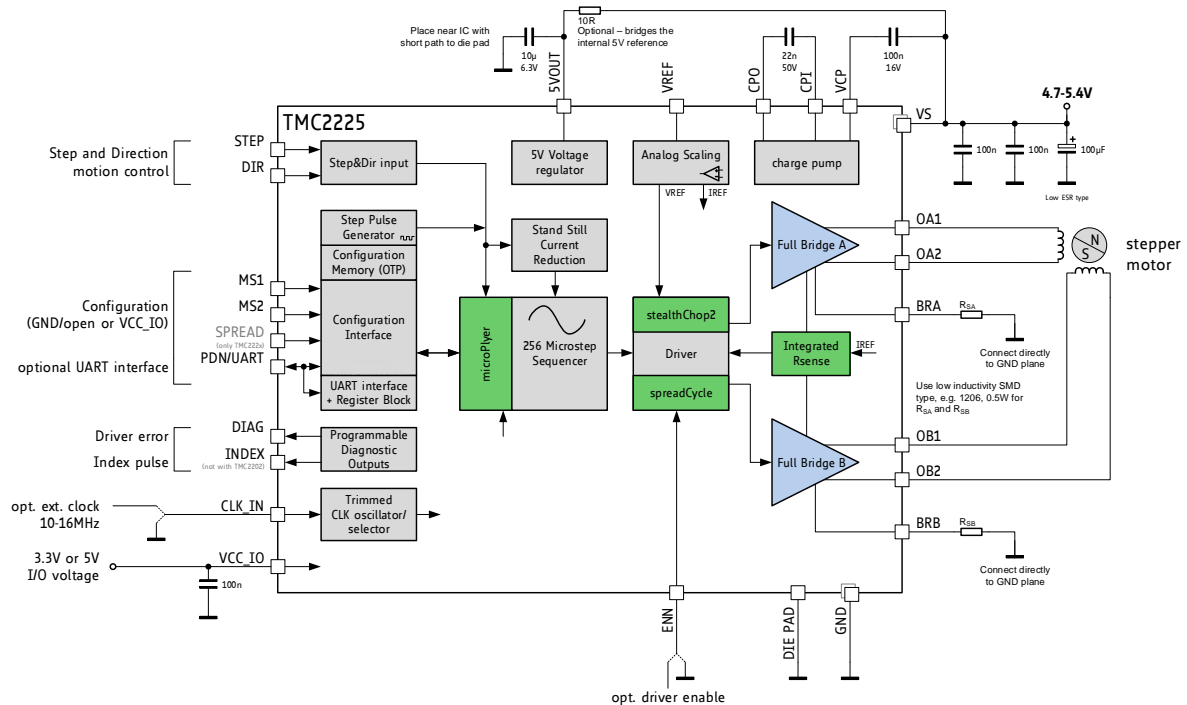 Place near IC with
short path to die pad
10µ
6.3V
10R
Optional – bridges the
internal 5V reference
5VOUT
VREF
22n
50V
CPO
CPI
100n
16V
VCP
4.7-5.4V
VS
100n
100n
+
100µF
Low ESR type
TMC2225
Step and Direction
motion control
STEP
DIR
Step&Dir input
5V Voltage
regulator
Analog Scaling
VREF
IREF
charge pump
Step Pulse
Generator
Configuration
Memory (OTP)
Stand Still
Current
Reduction
Full Bridge A
OA1
OA2
N
S
stepper
motor
Configuration
(GND/open or VCC_IO)
optional UART interface
MS1
MS2
SPREAD
(only TMC222x)
PDN/UART
Configuration
Interface
UART interface
+ Register Block
microPlyer
256 Microstep
Sequencer
stealthChop2
Driver
spreadCycle
Integrated
Rsense
IREF
BRA
RSA
Connect directly
to GND plane
Use low inductivity SMD
type, e.g. 1206, 0.5W for
RSA and RSB
Driver error
Index pulse
DIAG
INDEX
(not with TMC2202)
Programmable
Diagnostic
Outputs
Full Bridge B
OB1
OB2
opt. ext. clock
10-16MHz
CLK_IN
Trimmed
CLK oscillator/
selector
BRB
RSB
Connect directly
to GND plane
3.3V or 5V
I/O voltage
VCC_IO
100n
ENN
DIE PAD
GND
opt. driver enable